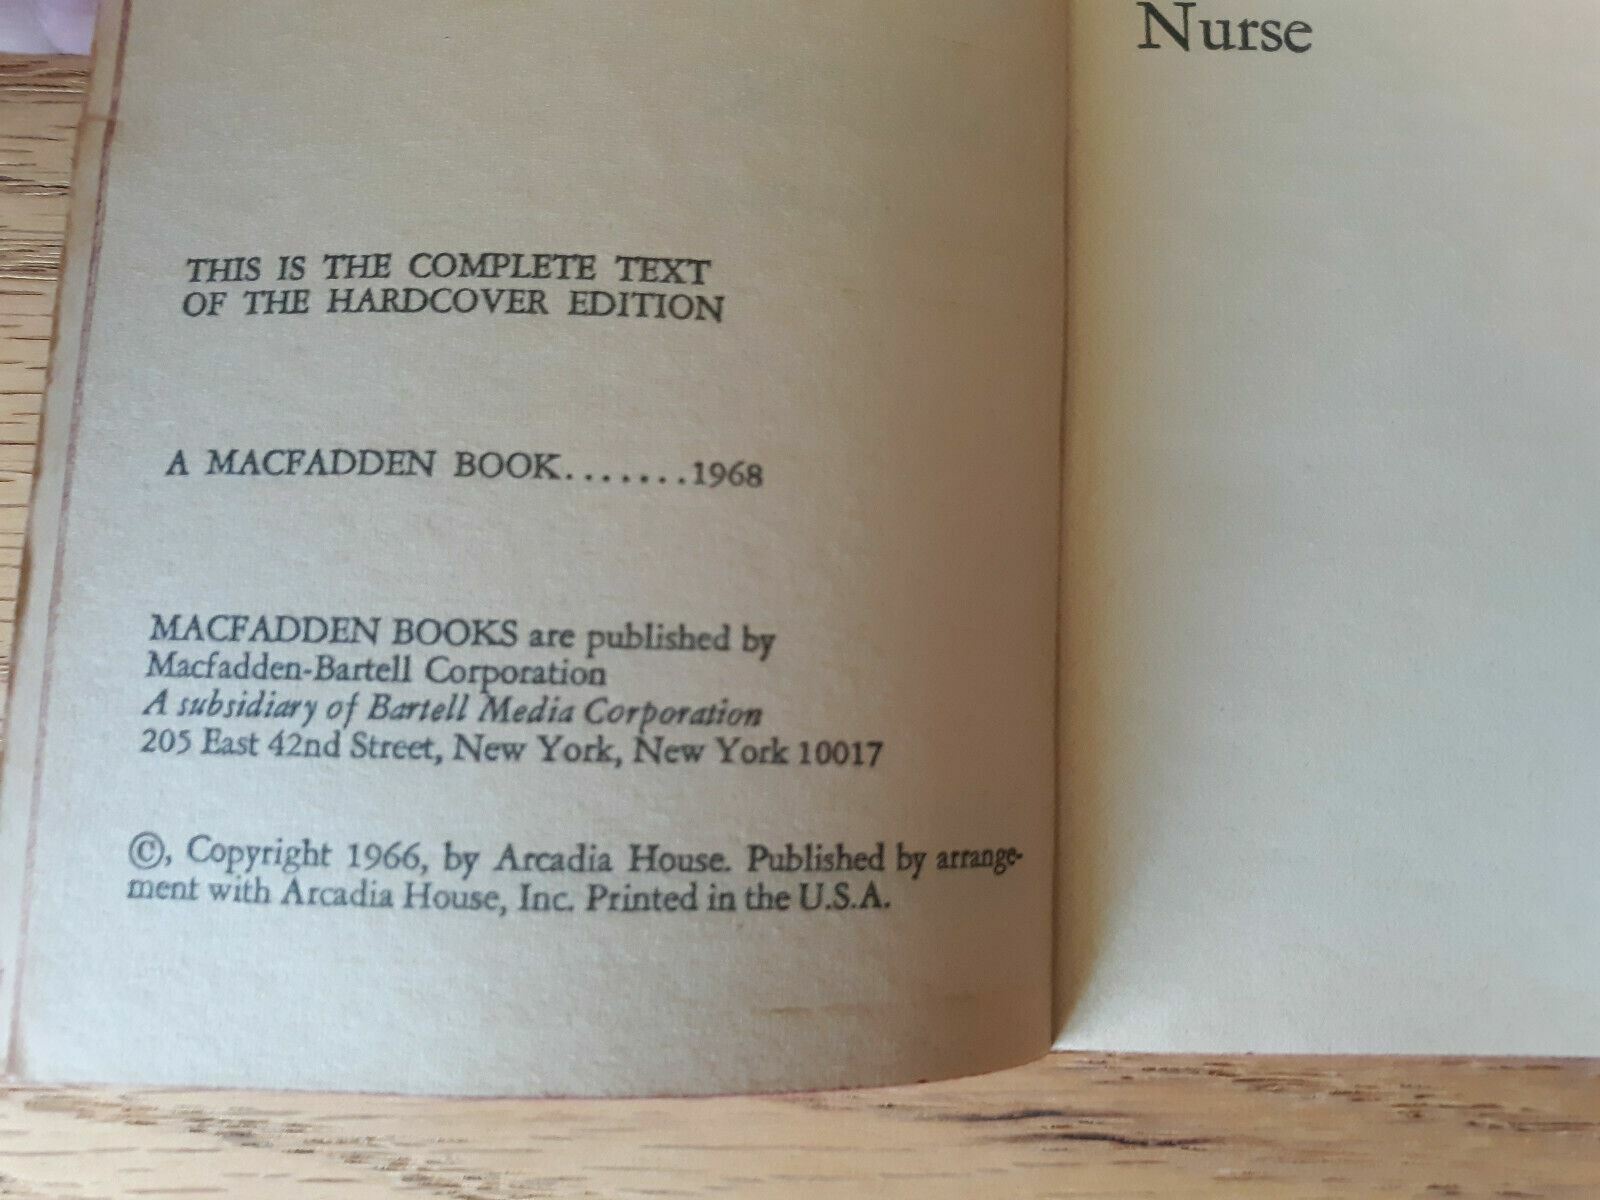 THIS IS THE COMPLETE TEXT
OF THE HARDCOVER EDITION
A MACFADDEN BOOK.......1968
MACFADDEN BOOKS are published by
Macfadden-Bartell Corporation
A subsidiary of Bartell Media Corporation
205 East 42nd Street, New York, New York 10017
©, Copyright 1966, by Arcadia House. Published by arrange-
ment with Arcadia House, Inc. Printed in the U.S.A.
Nurse